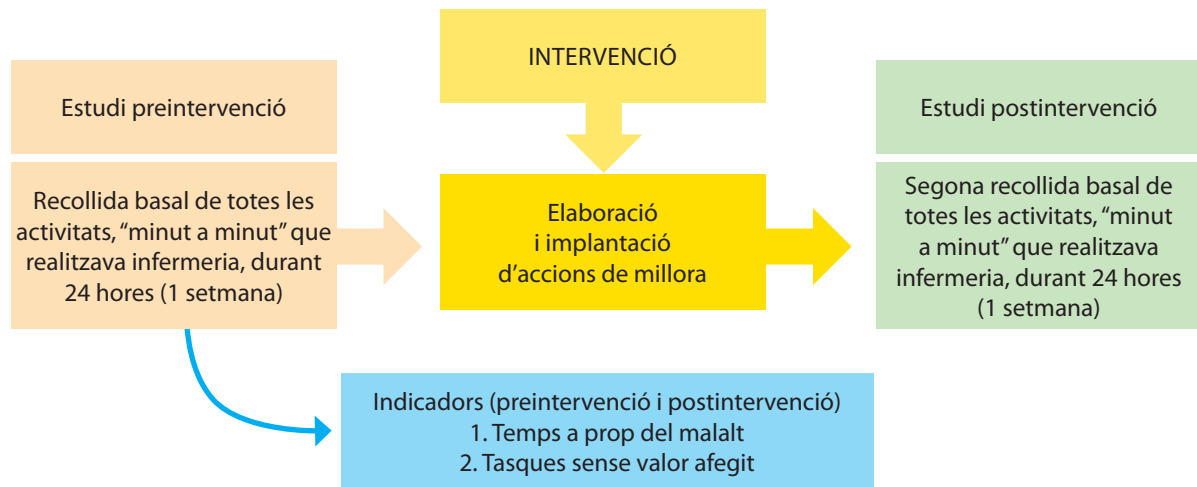 Estudi preintervenció
Recollida basal de totes les
activitats, “minut a minut” que
realitzava infermeria, durant
24 hores (1 setmana)
INTERVENCIÓ
Elaboració
i implantació
d’accions de millora
Estudi postintervenció
Segona recollida basal de
totes les activitats, “minut
a minut” que realitzava
infermeria, durant 24 hores
(1 setmana)
Indicadors (preintervenció i postintervenció)
1. Temps a prop del malalt
2. Tasques sense valor afegit